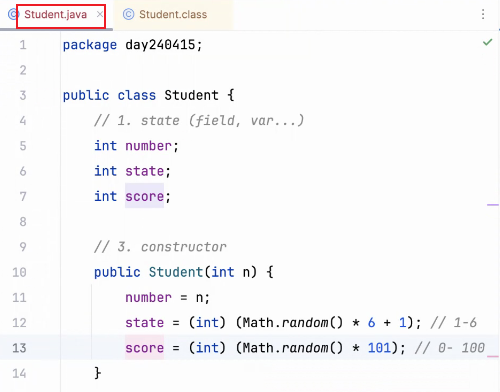 Student.java × Student.class
1 package day240415;
2
3 public class Student {
4 // 1. state (field, var...)
5 int number;
6 int state;
7 int score;
8
9 // 3. constructor
10 public Student(int n) {
11 number = n;
12 state = (int) (Math.random() * 6 + 1); // 1-6
13 score = (int) (Math.random() * 101); // 0- 100
14 }